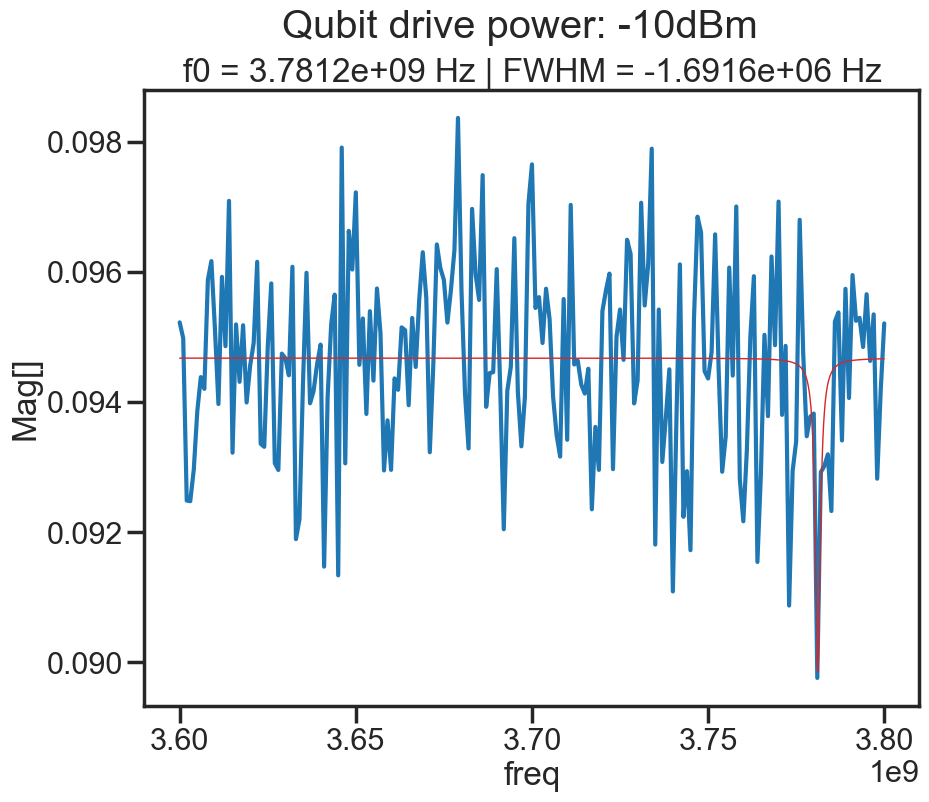 Qubit drive power: -10dBm
f0 = 3.7812e+09 Hz | FWHM = -1.6916e+06 Hz
0.098
0.096
0.094
0.092
0.090
Mag[]
3.60
3.65
3.70
3.75
3.80
1e9
freq